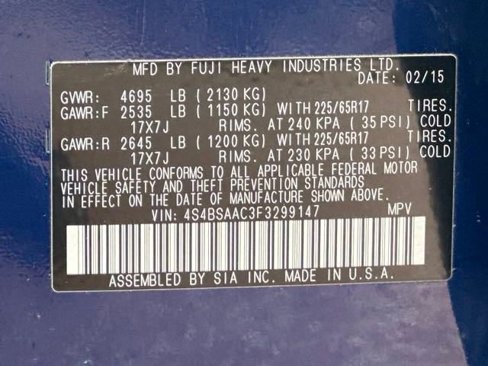 MFD BY FUJI HEAVY INDUSTRIES LTD.
DATE: 02/15
GVWR: 4695 LB (2130 KG)
GAWR:F 2535 LB (1150 KG) WITH 225/65R17 TIRES.
17X7J RIMS. AT 240 KPA (35 PSI) COLD
GAWR:R 2645 LB (1200 KG) WITH 225/65R17 TIRES.
17X7J RIMS. AT 230 KPA (33 PSI) COLD
THIS VEHICLE CONFORMS TO ALL APPLICABLE FEDERAL MOTOR
VEHICLE SAFETY AND THEFT PREVENTION STANDARDS IN
EFFECT ON THE DATE OF MANUFACTURE SHOWN ABOVE.
VIN: 4S4BSAAC3F3299147 MPV
ASSEMBLED BY SIA INC. MADE IN U.S.A.